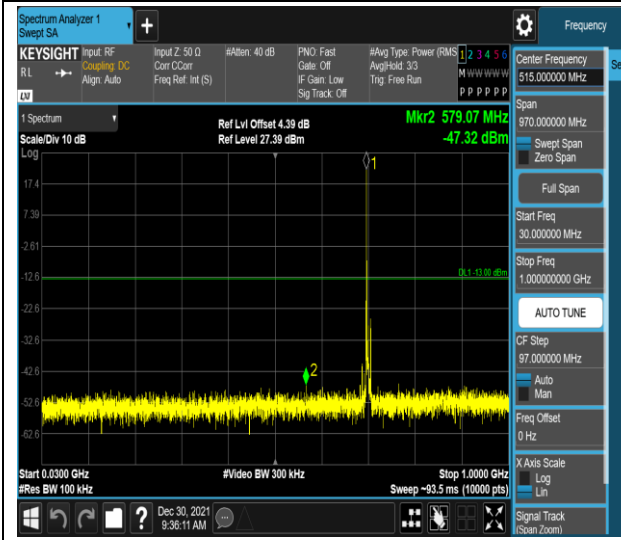 Spectrum Analyzer 1
Swept SA
+
Frequency
KEYSIGHT
RL
LXI
Input: RF
Coupling: DC
Align: Auto
Input Z: 50 Ω
Corr CCorr
Freq Ref: Int (S)
#Atten: 40 dB
PNO: Fast
Gate: Off
IF Gain: Low
Sig Track: Off
#Avg Type: Power (RMS
Avg|Hold: 3/3
Trig: Free Run
1 2 3 4 5 6
M W W W W W
P P P P P P
1 Spectrum
Scale/Div 10 dB
Log
Ref Lvl Offset 4.39 dB
Ref Level 27.39 dBm
Mkr2 579.07 MHz
-47.32 dBm
1
17.4
7.39
-2.61
DL1 -13.00 dBm
-12.6
-22.6
-32.6
-42.6
2
-52.6
-62.6
Start 0.0300 GHz
#Res BW 100 kHz
#Video BW 300 kHz
Stop 1.0000 GHz
Sweep ~93.5 ms (10000 pts)
?
Dec 30, 2021
9:36:11 AM
Center Frequency
515.000000 MHz
Se
Span
970.000000 MHz
Swept Span
Zero Span
Full Span
Start Freq
30.000000 MHz
Stop Freq
1.000000000 GHz
AUTO TUNE
CF Step
97.000000 MHz
Auto
Man
Freq Offset
0 Hz
X Axis Scale
Log
Lin
Signal Track
(Span Zoom)